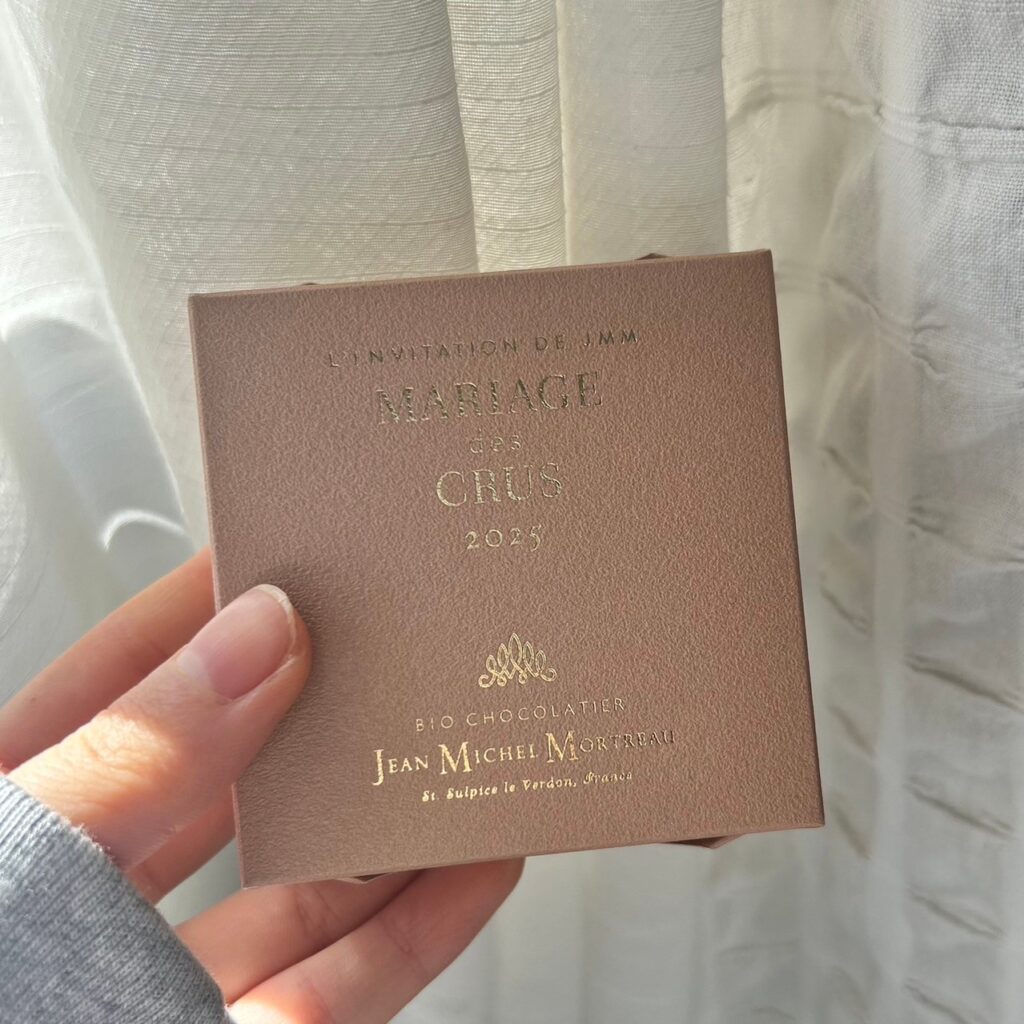 L'INVITATION DE JMM
MARIAGE
des
CRUS
2025
BIO CHOCOLATIER
JEAN MICHEL MORTREAU
St. Sulpice le Verdon, France